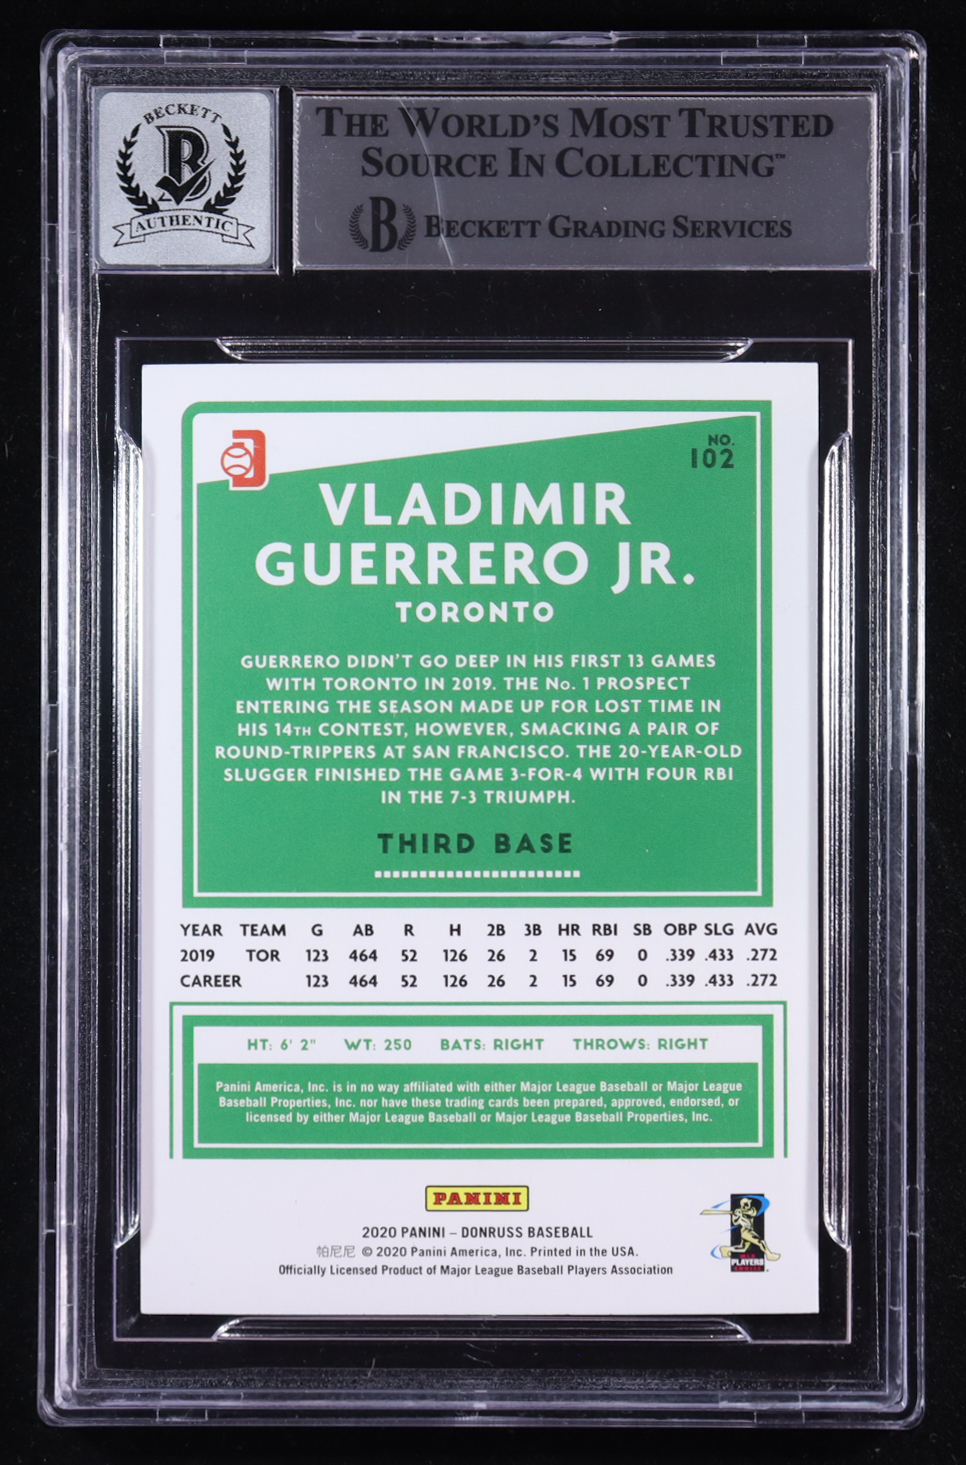 BECKETT
B
AUTHENTIC
THE WORLD'S MOST TRUSTED
SOURCE IN COLLECTING™
B BECKETT GRADING SERVICES
NO.
102
VLADIMIR
GUERRERO JR.
TORONTO
GUERRERO DIDN'T GO DEEP IN HIS FIRST 13 GAMES
WITH TORONTO IN 2019. THE No. 1 PROSPECT
ENTERING THE SEASON MADE UP FOR LOST TIME IN
HIS 14TH CONTEST, HOWEVER, SMACKING A PAIR OF
ROUND-TRIPPERS AT SAN FRANCISCO. THE 20-YEAR-OLD
SLUGGER FINISHED THE GAME 3-FOR-4 WITH FOUR RBI
IN THE 7-3 TRIUMPH.
THIRD BASE
YEAR TEAM G AB R H 2B 3B HR RBI SB OBP SLG AVG
2019 TOR 123 464 52 126 26 2 15 69 0 .339 .433 .272
CAREER 123 464 52 126 26 2 15 69 0 .339 .433 .272
HT: 6' 2" WT: 250 BATS: RIGHT THROWS: RIGHT
Panini America, Inc. is in no way affiliated with either Major League Baseball or Major League
Baseball Properties, Inc. nor have these trading cards been prepared, approved, endorsed, or
licensed by either Major League Baseball or Major League Baseball Properties, Inc.
PANINI
2020 PANINI – DONRUSS BASEBALL
帕尼尼 © 2020 Panini America, Inc. Printed in the USA.
Officially Licensed Product of Major League Baseball Players Association
PLAYERS